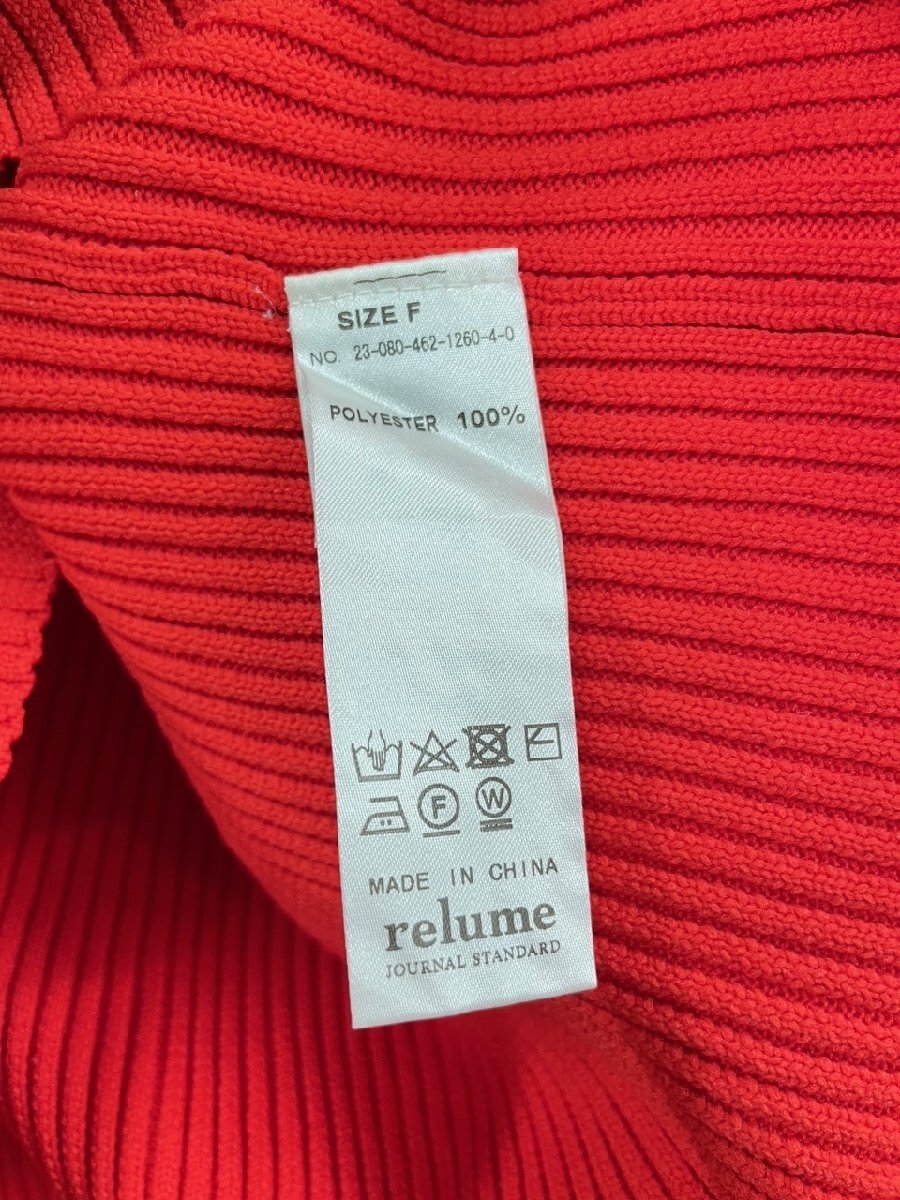 SIZE F
NO. 23-080-462-1260-4-0
POLYESTER 100%
F
W
MADE IN CHINA
relume
JOURNAL STANDARD